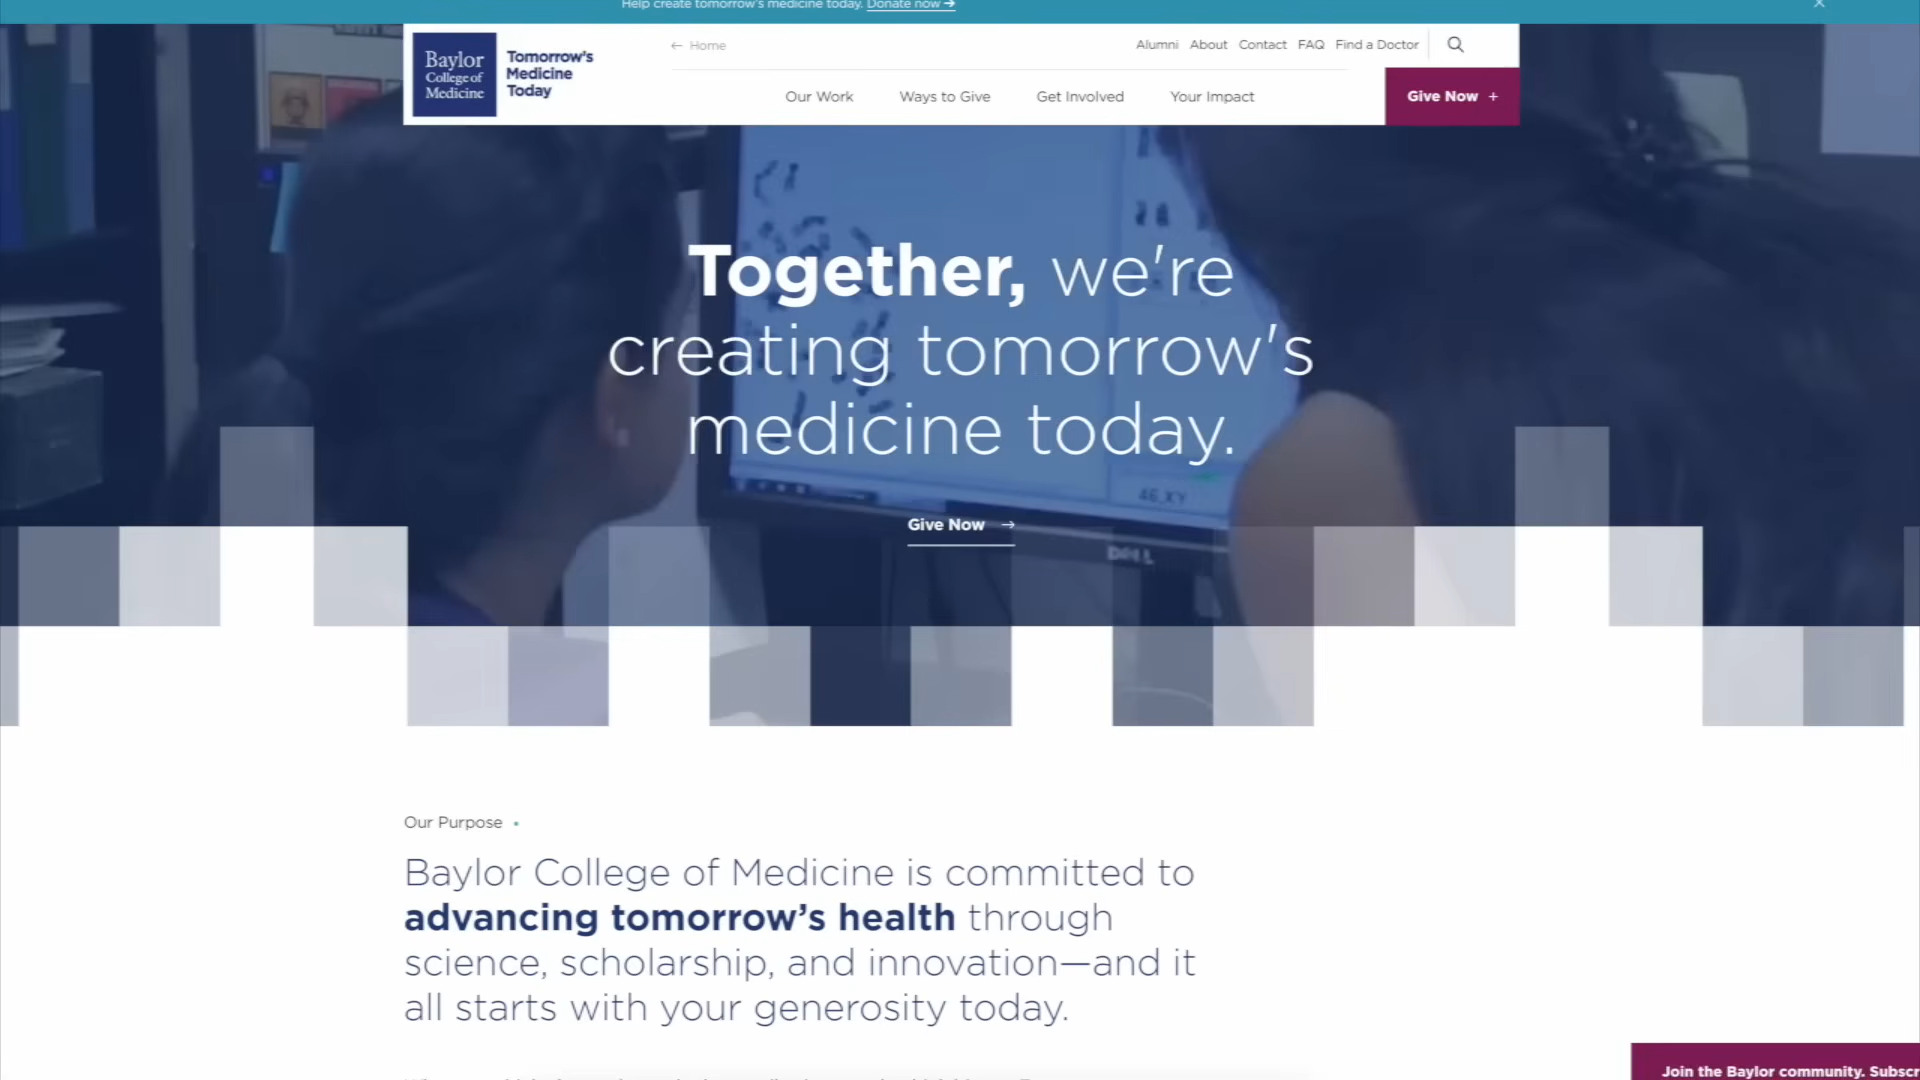 Help create tomorrow's medicine today. Donate now →
Baylor
College of
Medicine
Tomorrow's
Medicine
Today
← Home
Alumni About Contact FAQ Find a Doctor
Our Work Ways to Give Get Involved Your Impact
Give Now +
Together, we're
creating tomorrow's
medicine today.
46,XY
Give Now →
DELL
Our Purpose
Baylor College of Medicine is committed to
advancing tomorrow’s health through
science, scholarship, and innovation—and it
all starts with your generosity today.
Join the Baylor community.